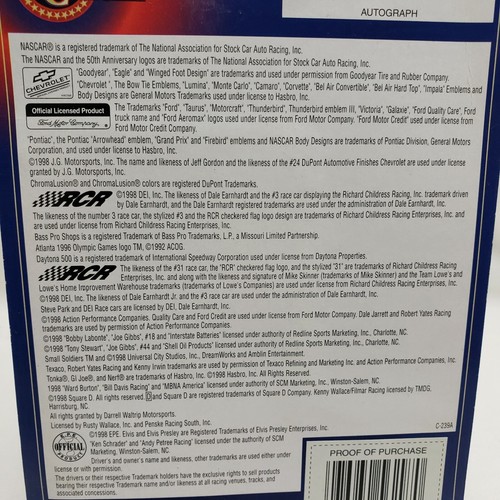 AUTOGRAPH
NASCAR® is a registered trademark of The National Association for Stock Car Auto Racing, Inc.
The NASCAR and the 50th Anniversary logos are trademarks of The National Association for Stock Car Auto Racing, Inc.
CHEVROLET
"Goodyear", "Eagle" and "Winged Foot Design" are trademarks and used under permission from Goodyear Tire and Rubber Company.
"Chevrolet", The Bow Tie Emblems, "Lumina", "Monte Carlo", "Camaro", "Corvette", "Bel Air Convertible", "Bel Air Hard Top", "Impala" Emblems and
Body Designs are General Motors Trademarks used under license to Hasbro, Inc.
Official Licensed Product
Ford Motor Company
The Trademarks "Ford", "Taurus", "Motorcraft", "Thunderbird", "Thunderbird emblem III, "Victoria", "Galaxie", "Ford Quality Care", Ford
truck name and "Ford Aeromax" logos used under license from Ford Motor Company. "Ford Motor Credit" used under license from
Ford Motor Credit Company.
"Pontiac", the Pontiac "Arrowhead" emblem, "Grand Prix" and "Firebird" emblems and NASCAR Body Designs are trademarks of Pontiac Division, General Motors
Corporation, and used under license to Hasbro, In.
©1998 J.G. Motorsports, Inc. The name and likeness of Jeff Gordon and the likeness of the #24 DuPont Automotive Finishes Chevrolet are used under license
granted by J.G. Motorsports, Inc.
ChromaLusion® and ChromaLusion® colors are registered DuPont Trademarks.
RCR
©1998 DEI, Inc. The likeness of Dale Earnhardt and the #3 race car displaying the Richard Childress Racing, Inc. trademark driven
by Dale Earnhardt, and the Dale Earnhardt registered trademark are used under the administration of Dale Earnhardt, Inc.
The likeness of the number 3 race car, the stylized #3 and the RCR checkered flag logo design are trademarks of Richard Childress Racing Enterprises, Inc. and
are used under license from Richard Childress Racing Enterprises, Inc.
Bass Pro Shops is a Registered Trademark of Bass Pro Trademarks, L.P., a Missouri Limited Partnership.
Atlanta 1996 Olympic Games logo TM, ©1992 ACOG.
Daytona 500 is registered trademark of International Speedway Corporation used under license from Daytona Properties.
RCR
The likeness of the #31 race car, the "RCR" checkered flag logo, and the stylized "31" are trademarks of Richard Childress Racing
Enterprises, Inc. and along with the likeness and signature of Mike Skinner (trademarks of Mike Skinner) and the Team Lowe's and
Lowe's Home Improvement Warehouse trademarks (trademarks of Lowe's Companies) are used under license from Richard Childress Racing Enterprises, Inc.
©1998 DEI, Inc. The likeness of Dale Earnhardt Jr. and the #3 race car are used under the administration of Dale Earnhardt, Inc.
Steve Park and DEI Race cars are licensed by DEI, Dale Earnhardt, Inc.
©1998 Action Performance Companies. Quality Care and Ford Credit are used under license from Ford Motor Company. Dale Jarrett and Robert Yates Racing
trademarks used by permission of Action Performance Companies.
©1998 "Bobby Labonte", "Joe Gibbs", #18 and "Interstate Batteries" licensed under authority of Redline Sports Marketing, Inc., Charlotte, NC.
©1998 "Tony Stewart", "Joe Gibbs", #44 and "Shell Oil Products" licensed under authority of Redline Sports Marketing, Inc., Charlotte, NC.
Small Soldiers TM and ©1998 Universal City Studios, Inc., DreamWorks and Amblin Entertainment.
Texaco, Robert Yates Racing and Kenny Irwin trademarks are used by permission of Texaco Refining and Marketing Inc. and Action Performance Companies, Inc.
Tonka®, GI Joe®, and Nerf® are trademarks of Hasbro, Inc. ©1998 Hasbro, Inc. All Rights Reserved.
1998 "Ward Burton", "Bill Davis Racing" and "MBNA America" licensed under authority of SCM Marketing, Inc., Winston-Salem, NC.
©1998 Square D. All rights reserved. D and Square D are registered trademarks of Square D Company. Kenny Wallace/Filmar Racing licensed by TMDG,
Harrisburg, NC.
All rights granted by Darrell Waltrip Motorsports.
Licensed by Rusty Wallace, Inc. and Penske Racing South, Inc.
C-239A
E.P.E.
OFFICIAL
PRODUCT
©1998 EPE. Elvis and Elvis Presley are Registered Trademarks of Elvis Presley Enterprises, Inc.
"Ken Schrader" and "Andy Petree Racing" licensed under the authority of SCM
Marketing, Winston-Salem, NC.
Driver's and owner's name and likeness, other trademarks are used either under
license or with permission.
The drivers or their respective Trademark holders have the exclusive rights to sell products
bearing their respective Trademark name and/or likeness at all racing venues, tracks, and
associated concessions.
PROOF OF PURCHASE